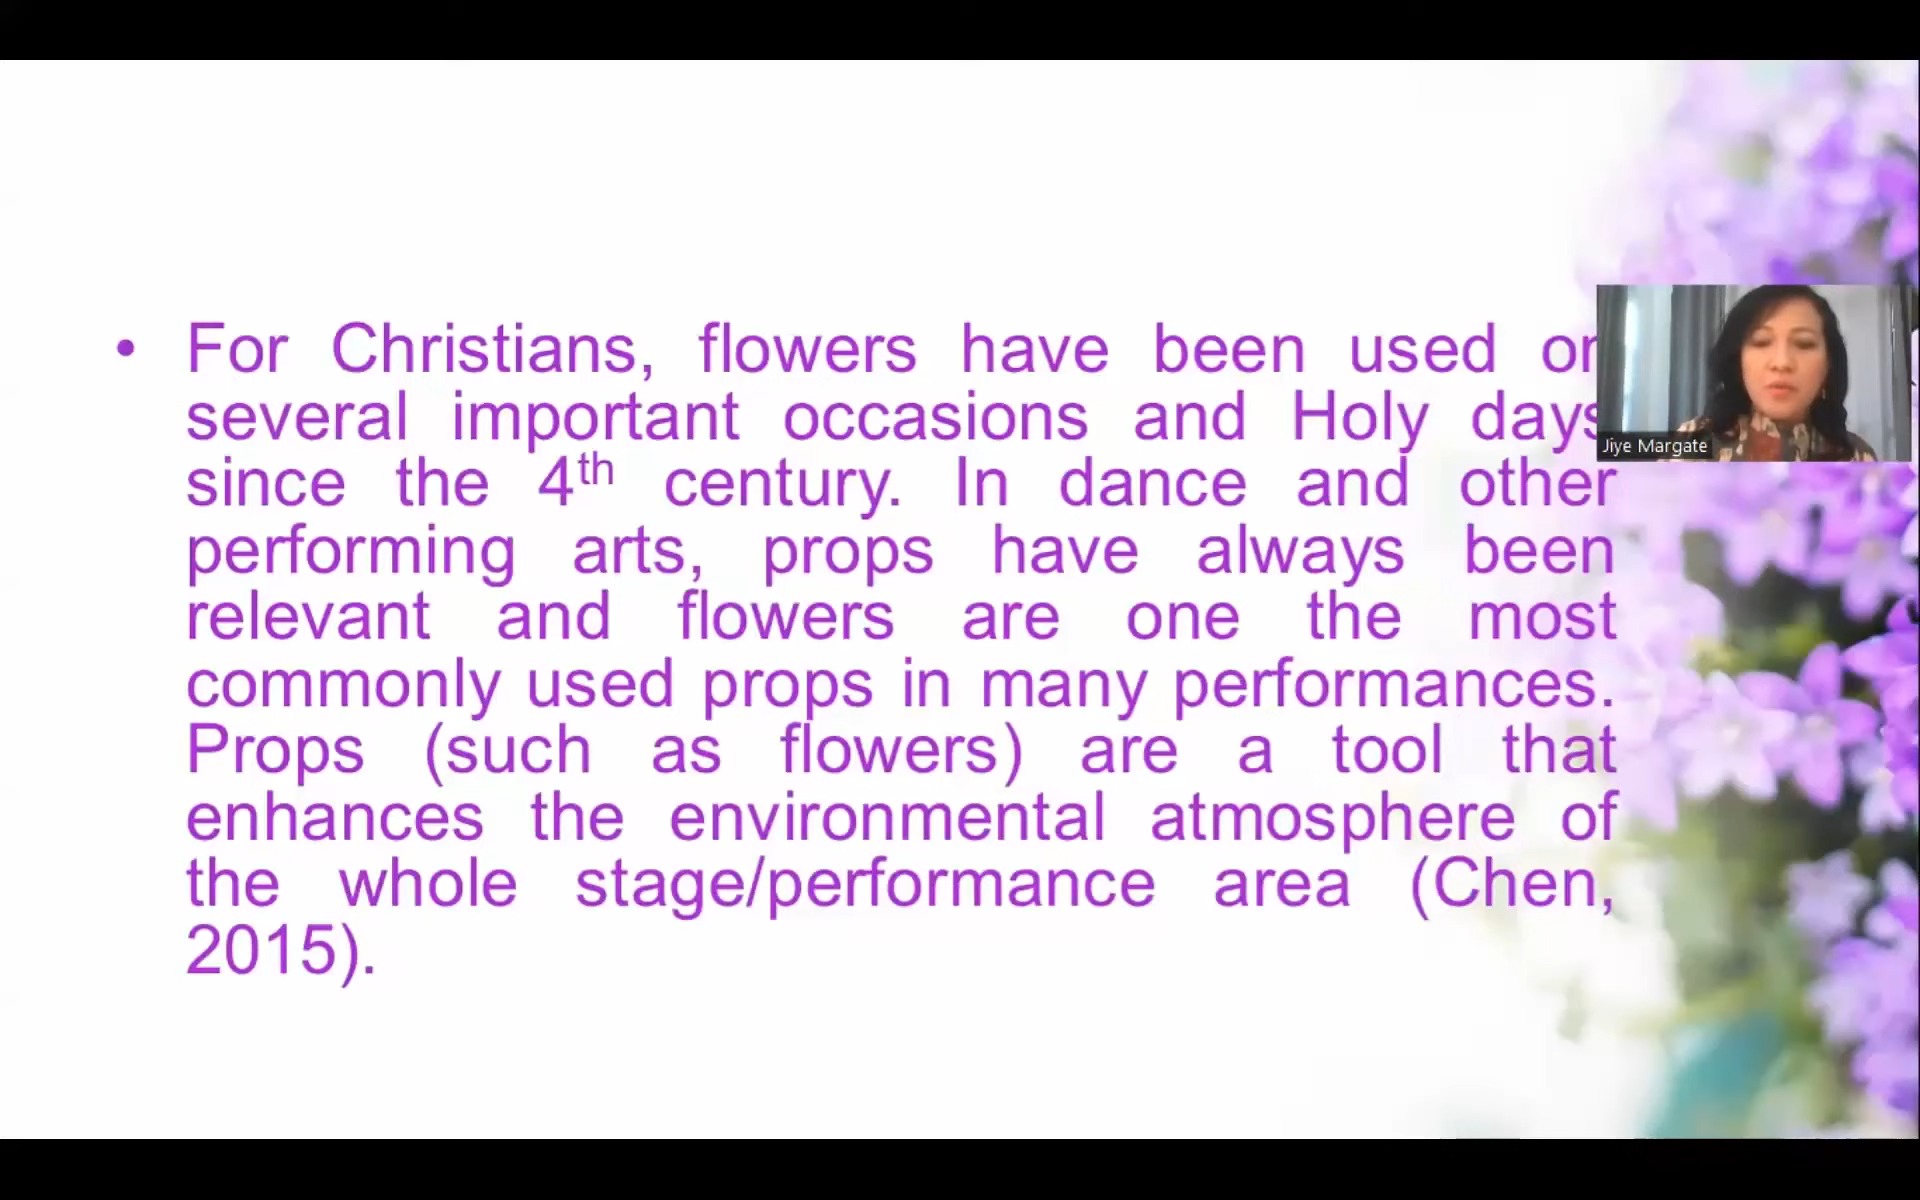 • For Christians, flowers have been used on
several important occasions and Holy days
since the 4th century. In dance and other
performing arts, props have always been
relevant and flowers are one the most
commonly used props in many performances.
Props (such as flowers) are a tool that
enhances the environmental atmosphere of
the whole stage/performance area (Chen,
2015).
Jiye Margate